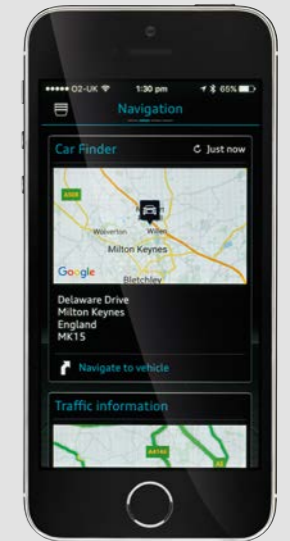 O2-UK 1:30 pm 65%
Navigation
Car Finder Just now
A508
Wolverton Willen
Milton Keynes
Google
Bletchley
Delaware Drive
Milton Keynes
England
MK15
Navigate to vehicle
Traffic information
A4146
A5